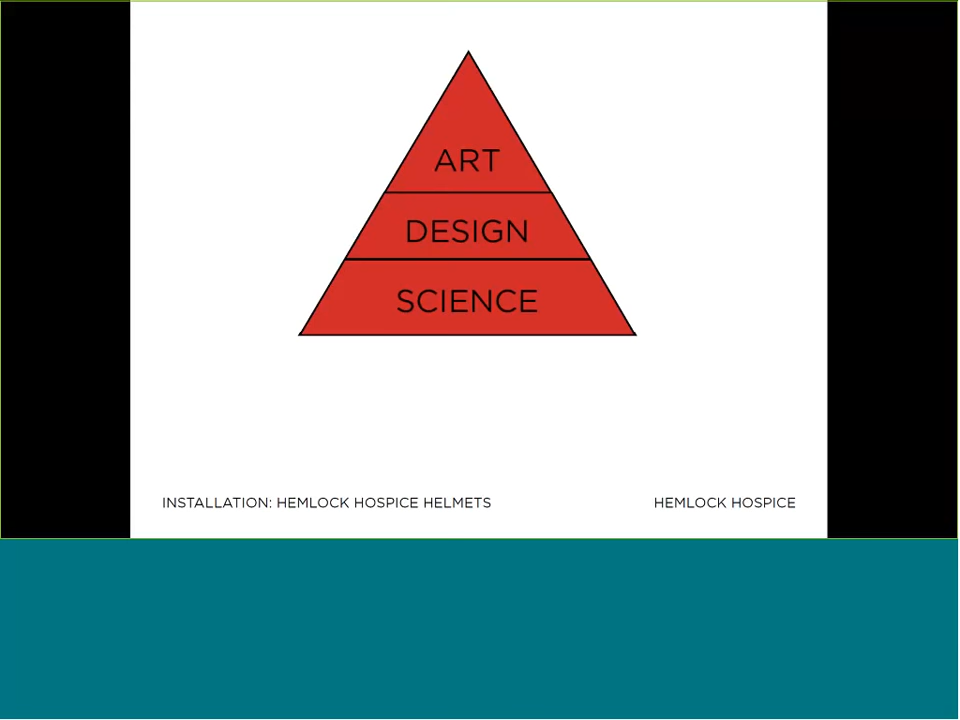 ART
DESIGN
SCIENCE
INSTALLATION: HEMLOCK HOSPICE HELMETS
HEMLOCK HOSPICE